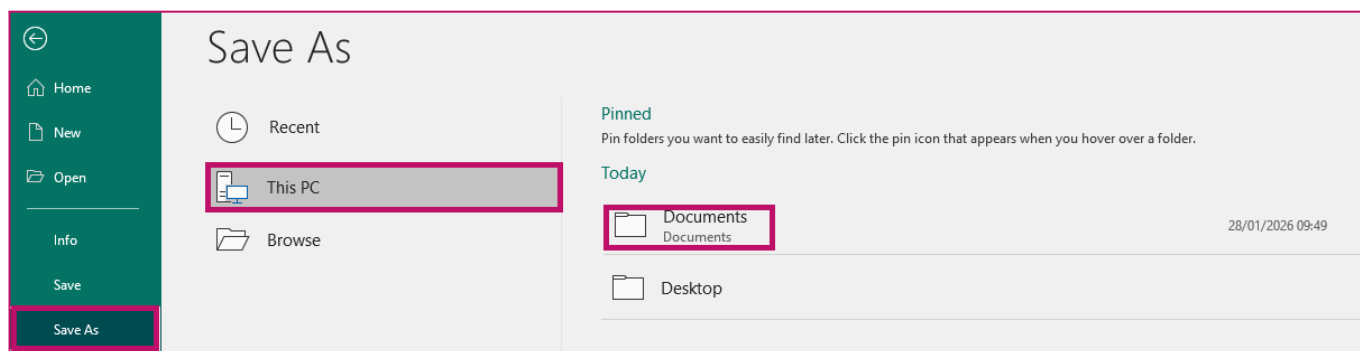 Save As
Home
New
Open
Info
Save
Save As
Recent
This PC
Browse
Pinned
Pin folders you want to easily find later. Click the pin icon that appears when you hover over a folder.
Today
Documents
Documents
28/01/2026 09:49
Desktop